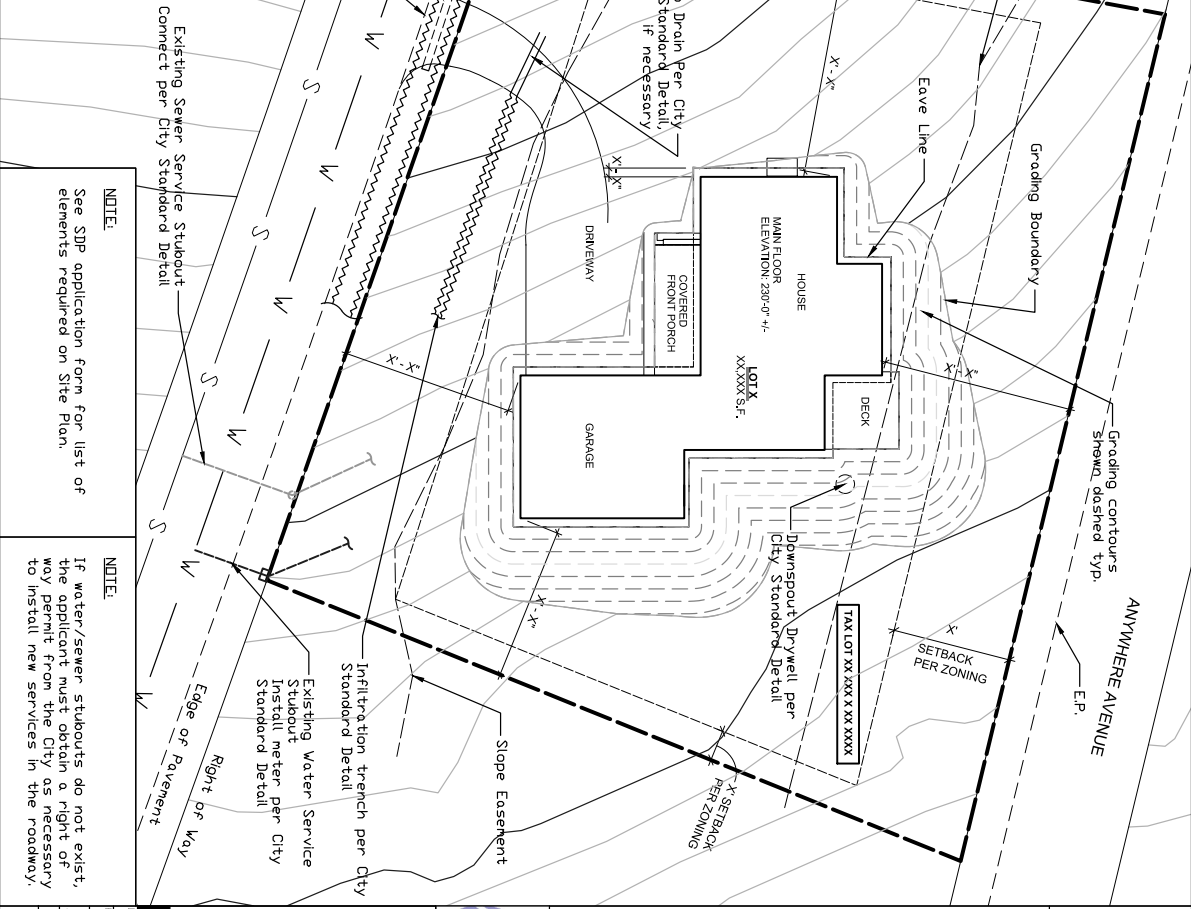 ANYWHERE AVENUE
E.P.
Grading contours
shown dashed typ.
Grading Boundary
Eave Line
X' - X"
X' - X"
X'
SETBACK
PER ZONING
TAX LOT XX XXX X XX XXXX
Drain Per City
Standard Detail,
if necessary
X'-X"
HOUSE
MAIN FLOOR
ELEVATION: 230'-0" +/-
LOT X
XX,XXX S.F.
DECK
COVERED
FRONT PORCH
DRIVEWAY
GARAGE
Downspout Drywell per
City Standard Detail
X' SETBACK
PER ZONING
X' - X"
X' - X"
Slope Easement
Infiltration trench per City
Standard Detail
Existing Water Service
Stubout
Install meter per City
Standard Detail
Right of Way
Edge of Pavement
Existing Sewer Service Stubout
Connect per City Standard Detail
W
W
W
W
W
W
W
S
S
S
S
NOTE:
See SDP application form for list of
elements required on Site Plan.
NOTE:
If water/sewer stubouts do not exist,
the applicant must obtain a right of
way permit from the City as necessary
to install new services in the roadway.